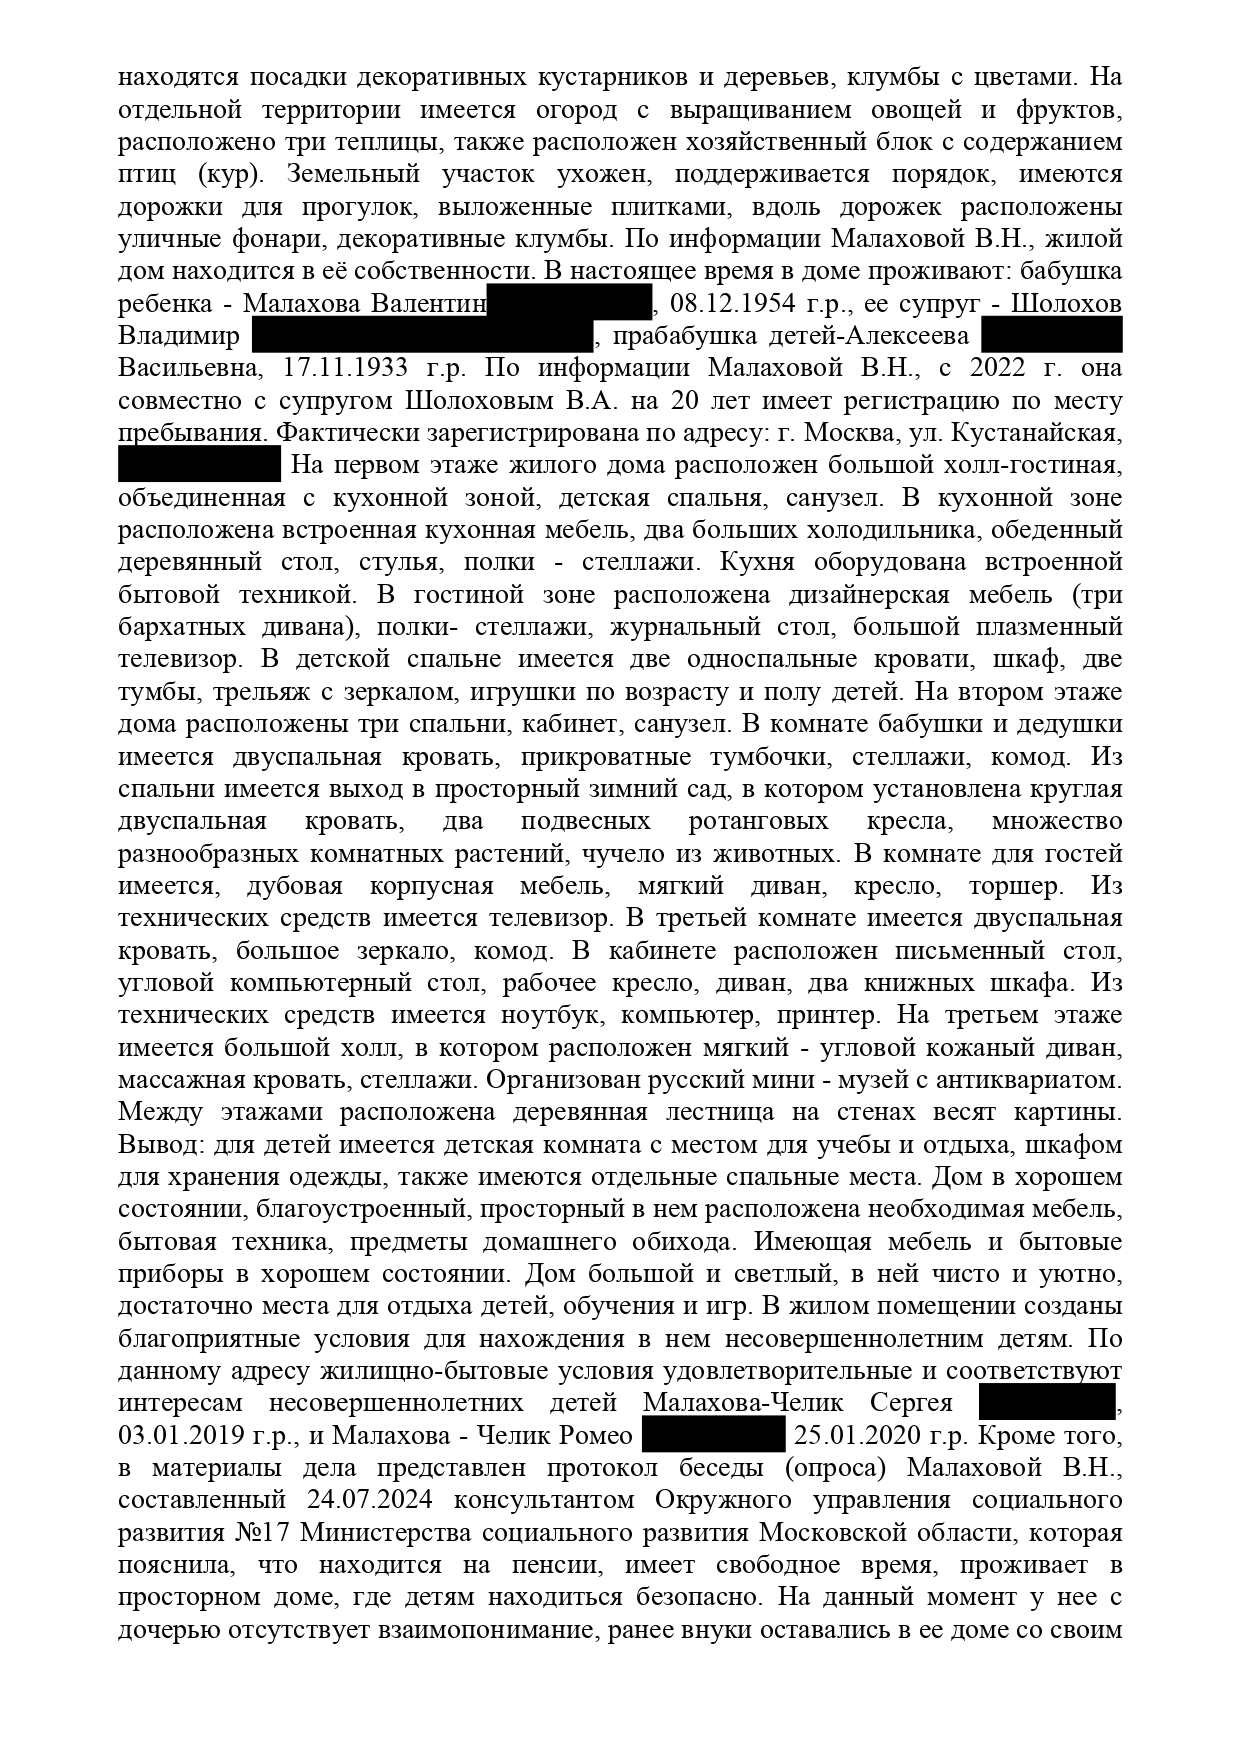 находятся посадки декоративных кустарников и деревьев, клумбы с цветами. На
отдельной территории имеется огород с выращиванием овощей и фруктов,
расположено три теплицы, также расположен хозяйственный блок с содержанием
птиц (кур). Земельный участок ухожен, поддерживается порядок, имеются
дорожки для прогулок, выложенные плитками, вдоль дорожек расположены
уличные фонари, декоративные клумбы. По информации Малаховой В.Н., жилой
дом находится в её собственности. В настоящее время в доме проживают: бабушка
ребенка - Малахова Валентин , 08.12.1954 г.р., ее супруг - Шолохов
Владимир , прабабушка детей-Алексеева
Васильевна, 17.11.1933 г.р. По информации Малаховой В.Н., с 2022 г. она
совместно с супругом Шолоховым В.А. на 20 лет имеет регистрацию по месту
пребывания. Фактически зарегистрирована по адресу: г. Москва, ул. Кустанайская,
На первом этаже жилого дома расположен большой холл-гостиная,
объединенная с кухонной зоной, детская спальня, санузел. В кухонной зоне
расположена встроенная кухонная мебель, два больших холодильника, обеденный
деревянный стол, стулья, полки - стеллажи. Кухня оборудована встроенной
бытовой техникой. В гостиной зоне расположена дизайнерская мебель (три
бархатных дивана), полки- стеллажи, журнальный стол, большой плазменный
телевизор. В детской спальне имеется две односпальные кровати, шкаф, две
тумбы, трельяж с зеркалом, игрушки по возрасту и полу детей. На втором этаже
дома расположены три спальни, кабинет, санузел. В комнате бабушки и дедушки
имеется двуспальная кровать, прикроватные тумбочки, стеллажи, комод. Из
спальни имеется выход в просторный зимний сад, в котором установлена круглая
двуспальная кровать, два подвесных ротанговых кресла, множество
разнообразных комнатных растений, чучело из животных. В комнате для гостей
имеется, дубовая корпусная мебель, мягкий диван, кресло, торшер. Из
технических средств имеется телевизор. В третьей комнате имеется двуспальная
кровать, большое зеркало, комод. В кабинете расположен письменный стол,
угловой компьютерный стол, рабочее кресло, диван, два книжных шкафа. Из
технических средств имеется ноутбук, компьютер, принтер. На третьем этаже
имеется большой холл, в котором расположен мягкий - угловой кожаный диван,
массажная кровать, стеллажи. Организован русский мини - музей с антиквариатом.
Между этажами расположена деревянная лестница на стенах весят картины.
Вывод: для детей имеется детская комната с местом для учебы и отдыха, шкафом
для хранения одежды, также имеются отдельные спальные места. Дом в хорошем
состоянии, благоустроенный, просторный в нем расположена необходимая мебель,
бытовая техника, предметы домашнего обихода. Имеющая мебель и бытовые
приборы в хорошем состоянии. Дом большой и светлый, в ней чисто и уютно,
достаточно места для отдыха детей, обучения и игр. В жилом помещении созданы
благоприятные условия для нахождения в нем несовершеннолетним детям. По
данному адресу жилищно-бытовые условия удовлетворительные и соответствуют
интересам несовершеннолетних детей Малахова-Челик Сергея ,
03.01.2019 г.р., и Малахова - Челик Ромео 25.01.2020 г.р. Кроме того,
в материалы дела представлен протокол беседы (опроса) Малаховой В.Н.,
составленный 24.07.2024 консультантом Окружного управления социального
развития №17 Министерства социального развития Московской области, которая
пояснила, что находится на пенсии, имеет свободное время, проживает в
просторном доме, где детям находиться безопасно. На данный момент у нее с
дочерью отсутствует взаимопонимание, ранее внуки оставались в ее доме со своим